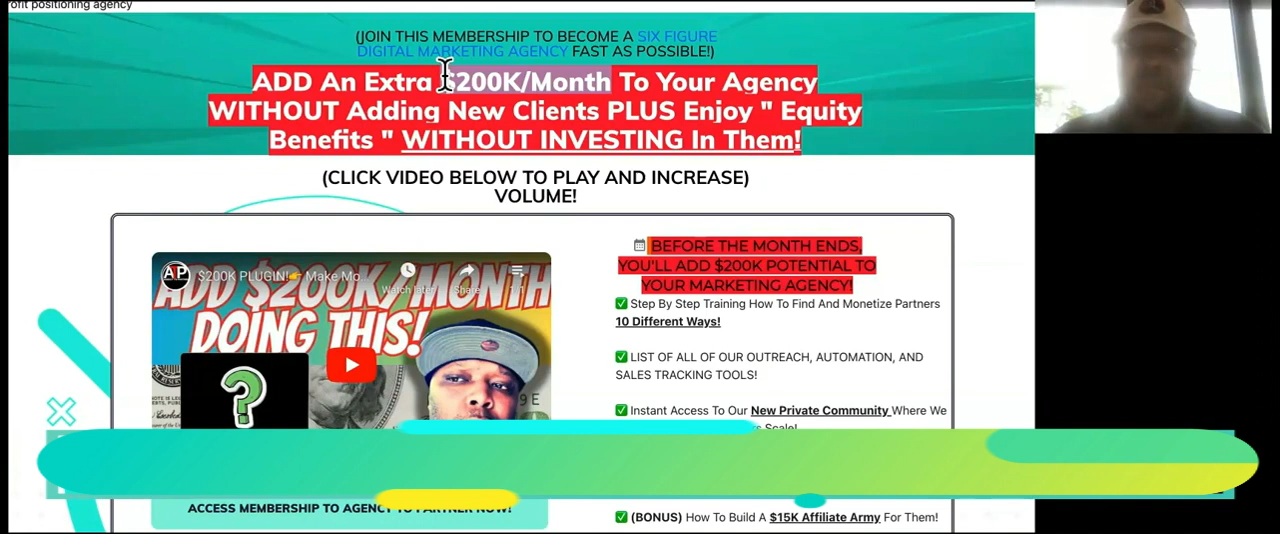 ofit positioning agency
(JOIN THIS MEMBERSHIP TO BECOME A SIX FIGURE
DIGITAL MARKETING AGENCY FAST AS POSSIBLE!)
ADD An Extra $200K/Month To Your Agency
WITHOUT Adding New Clients PLUS Enjoy " Equity
Benefits " WITHOUT INVESTING In Them!
(CLICK VIDEO BELOW TO PLAY AND INCREASE)
VOLUME!
AP
$200K PLUGIN!👉 Make Mo...
Watch later
Share
1/1
ADD $200K/MONTH
DOING THIS!
?
9 E
ACCESS MEMBERSHIP TO AGENCY TO PARTNER NOW!
BEFORE THE MONTH ENDS,
YOU'LL ADD $200K POTENTIAL TO
YOUR MARKETING AGENCY!
✅ Step By Step Training How To Find And Monetize Partners
10 Different Ways!
✅ LIST OF ALL OF OUR OUTREACH, AUTOMATION, AND
SALES TRACKING TOOLS!
✅ Instant Access To Our New Private Community Where We
Scale!
✅ (BONUS) How To Build A $15K Affiliate Army For Them!